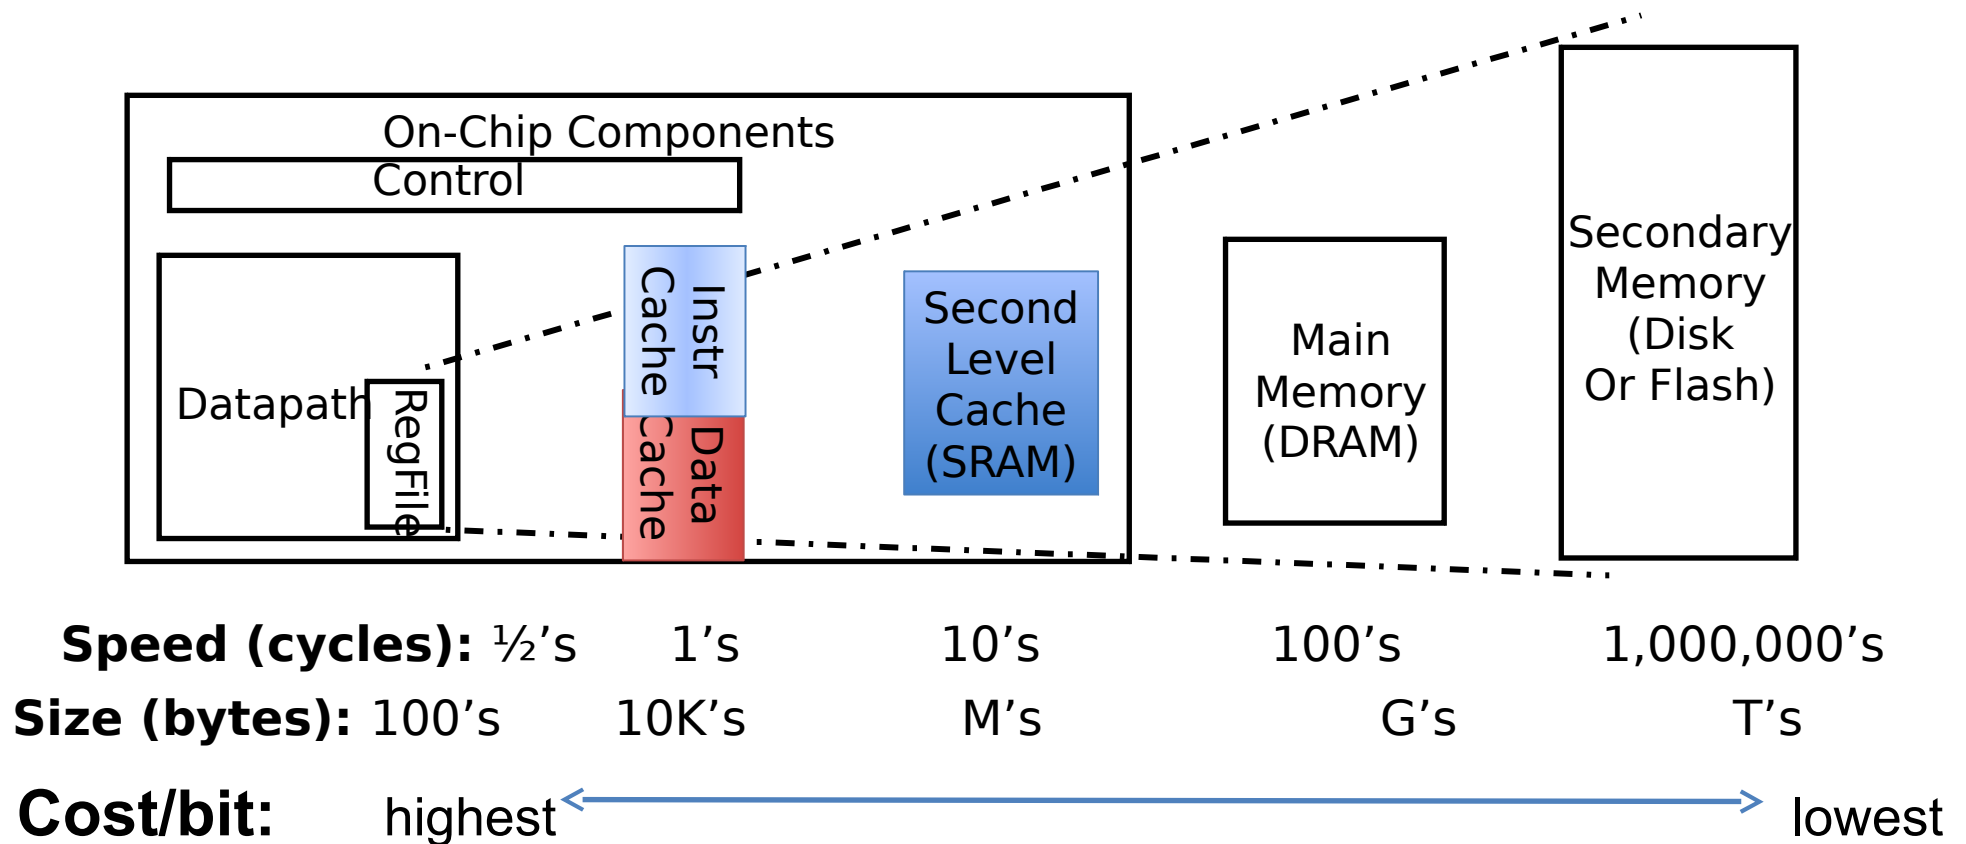 On-Chip Components
Control
Datapath
RegFile
Instr
Cache
Data
Cache
Second
Level
Cache
(SRAM)
Main
Memory
(DRAM)
Secondary
Memory
(Disk
Or Flash)
Speed (cycles): ½’s 1’s 10’s 100’s 1,000,000’s
Size (bytes): 100’s 10K’s M’s G’s T’s
Cost/bit: highest lowest